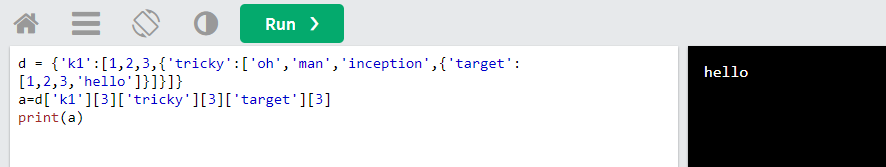 Run ❯
d = {'k1':[1,2,3,{'tricky':['oh','man','inception',{'target':
[1,2,3,'hello']}]}]}
a=d['k1'][3]['tricky'][3]['target'][3]
print(a)
hello